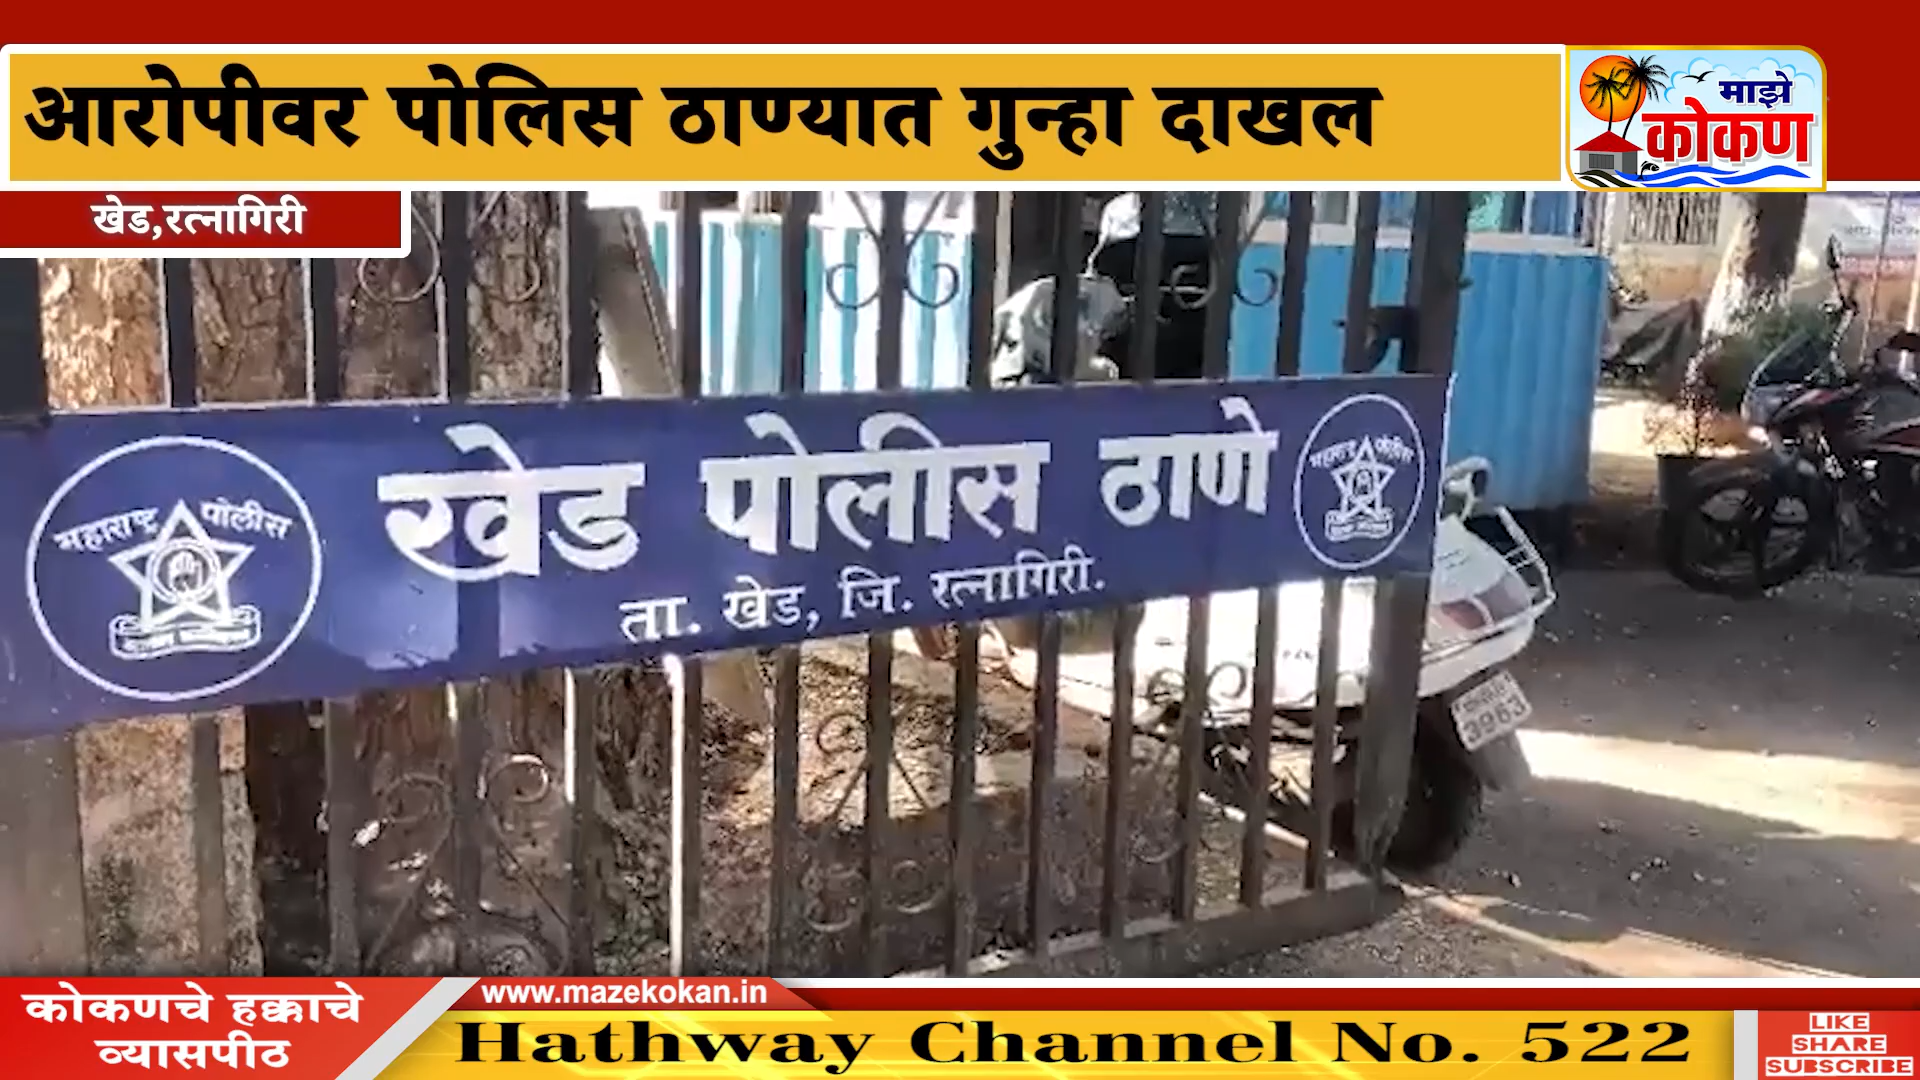 आरोपीवर पोलिस ठाण्यात गुन्हा दाखल
माझे
कोकण
खेड,रत्नागिरी
महाराष्ट्र पोलीस
खेड पोलीस ठाणे
महाराष्ट्र पोलीस
ता. खेड, जि. रत्नागिरी.
3963
कोकणचे हक्काचे
व्यासपीठ
www.mazekokan.in
Hathway Channel No. 522
LIKE
SHARE
SUBSCRIBE